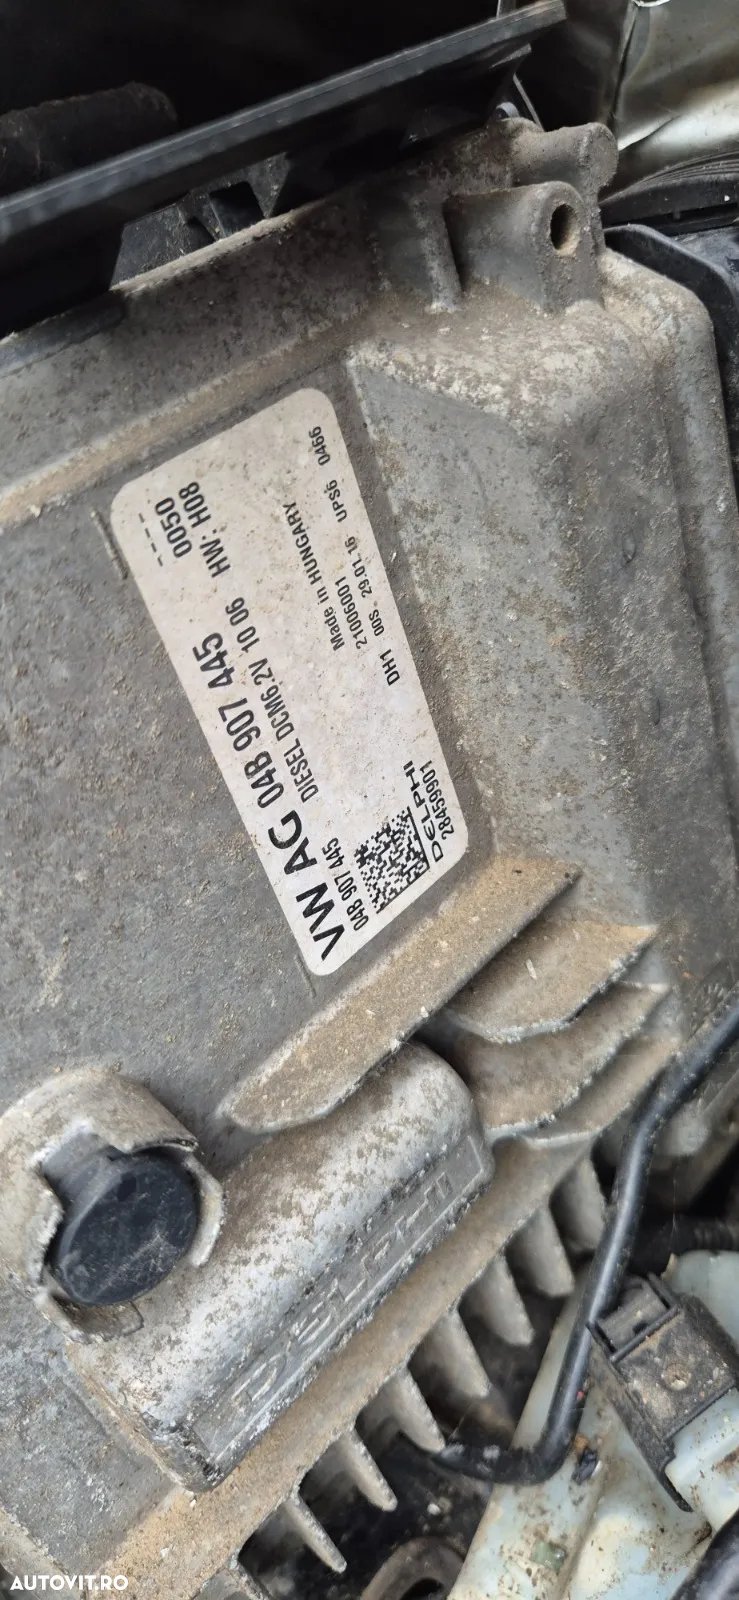 VW AG 04B 907 445
---- 0050
04B 907 445 DIESEL DCM6.2V 10 06 HW: H08
Made in HUNGARY
21006001
DH1 00S 29.01.16 UPS6 0466
DELPHI
28459901
DELPHI
AUTOVIT.RO